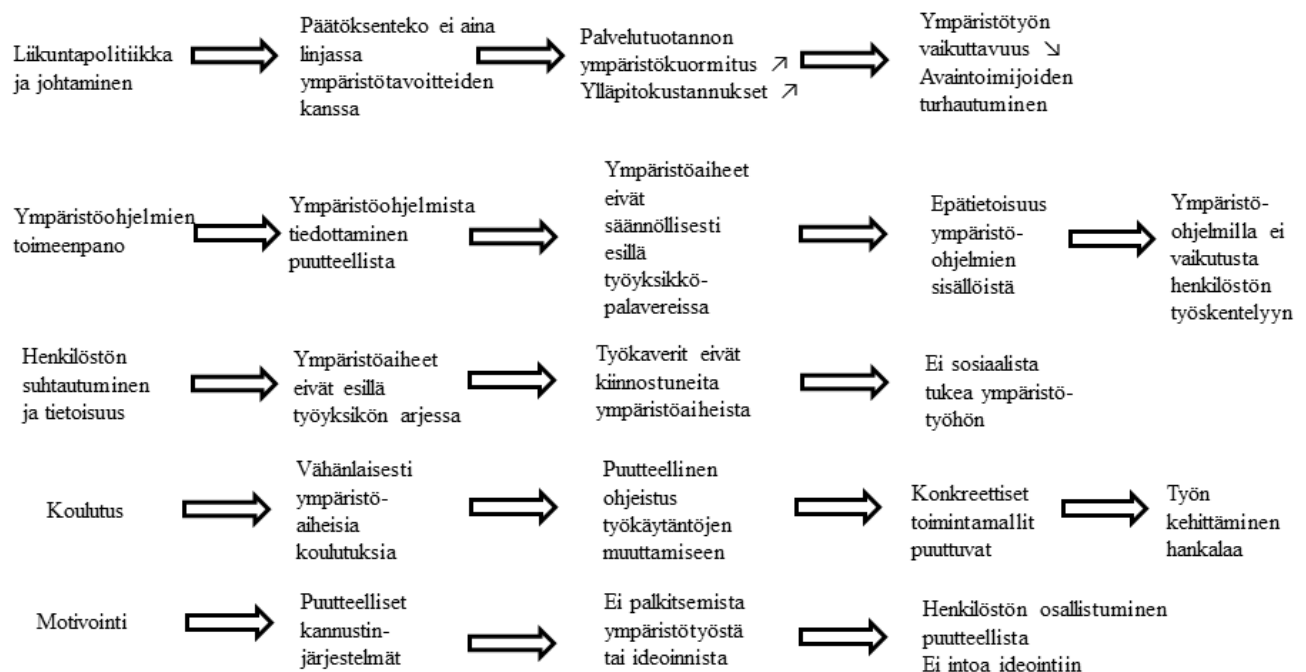 Liikuntapolitiikka
ja johtaminen
Päätöksenteko ei aina
linjassa
ympäristötavoitteiden
kanssa
Palvelutuotannon
ympäristökuormitus ↗
Ylläpitokustannukset ↗
Ympäristötyön
vaikuttavuus ↘
Avaintoimijoiden
turhautuminen
Ympäristöohjelmien
toimeenpano
Ympäristöohjelmista
tiedottaminen
puutteellista
Ympäristöaiheet
eivät
säännöllisesti
esillä
työyksikkö-
palavereissa
Epätietoisuus
ympäristö-
ohjelmien
sisällöistä
Ympäristö-
ohjelmilla ei
vaikutusta
henkilöstön
työskentelyyn
Henkilöstön
suhtautuminen
ja tietoisuus
Ympäristöaiheet
eivät esillä
työyksikön arjessa
Työkaverit eivät
kiinnostuneita
ympäristöaiheista
Ei sosiaalista
tukea ympäristö-
työhön
Koulutus
Vähänlaisesti
ympäristö-
aiheisia
koulutuksia
Puutteellinen
ohjeistus
työkäytäntöjen
muuttamiseen
Konkreettiset
toimintamallit
puuttuvat
Työn
kehittäminen
hankalaa
Motivointi
Puutteelliset
kannustin-
järjestelmät
Ei palkitsemista
ympäristötyöstä
tai ideoinnista
Henkilöstön osallistuminen
puutteellista
Ei intoa ideointiin